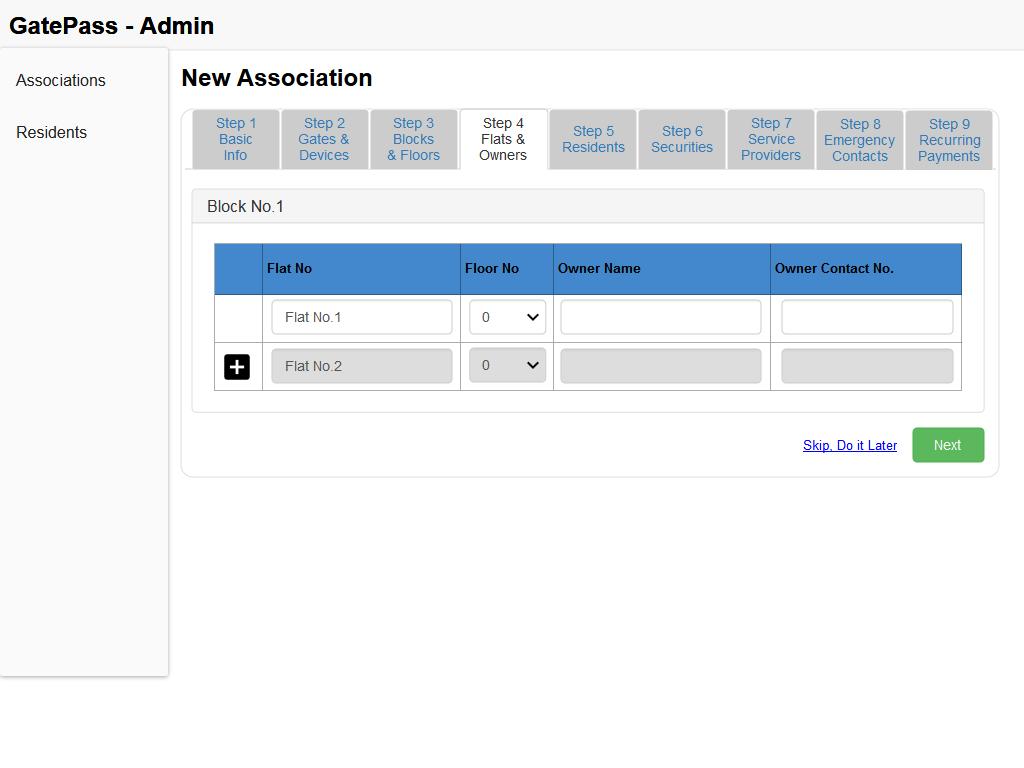 GatePass - Admin
Associations
Residents
New Association
Step 1
Basic
Info
Step 2
Gates &
Devices
Step 3
Blocks
& Floors
Step 4
Flats &
Owners
Step 5
Residents
Step 6
Securities
Step 7
Service
Providers
Step 8
Emergency
Contacts
Step 9
Recurring
Payments
Block No.1
Flat No Floor No Owner Name Owner Contact No.
Flat No.1 0
Flat No.2 0
Skip, Do it Later Next